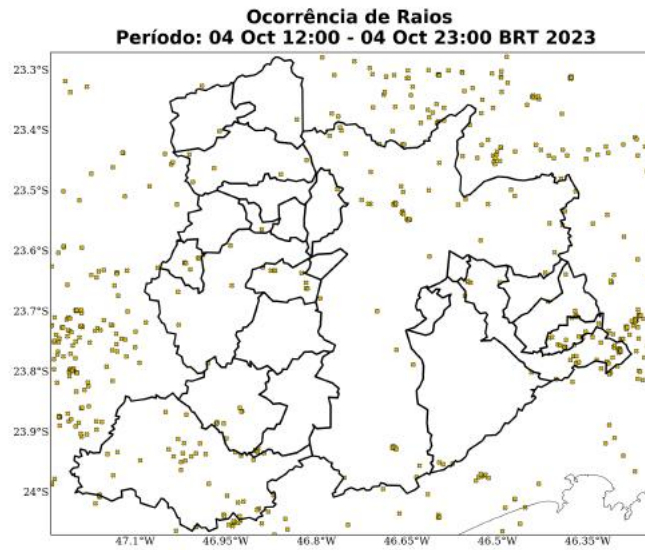 Ocorrência de Raios
Período: 04 Oct 12:00 - 04 Oct 23:00 BRT 2023
23.3°S
23.4°S
23.5°S
23.6°S
23.7°S
23.8°S
23.9°S
24°S
47.1°W 46.95°W 46.8°W 46.65°W 46.5°W 46.35°W